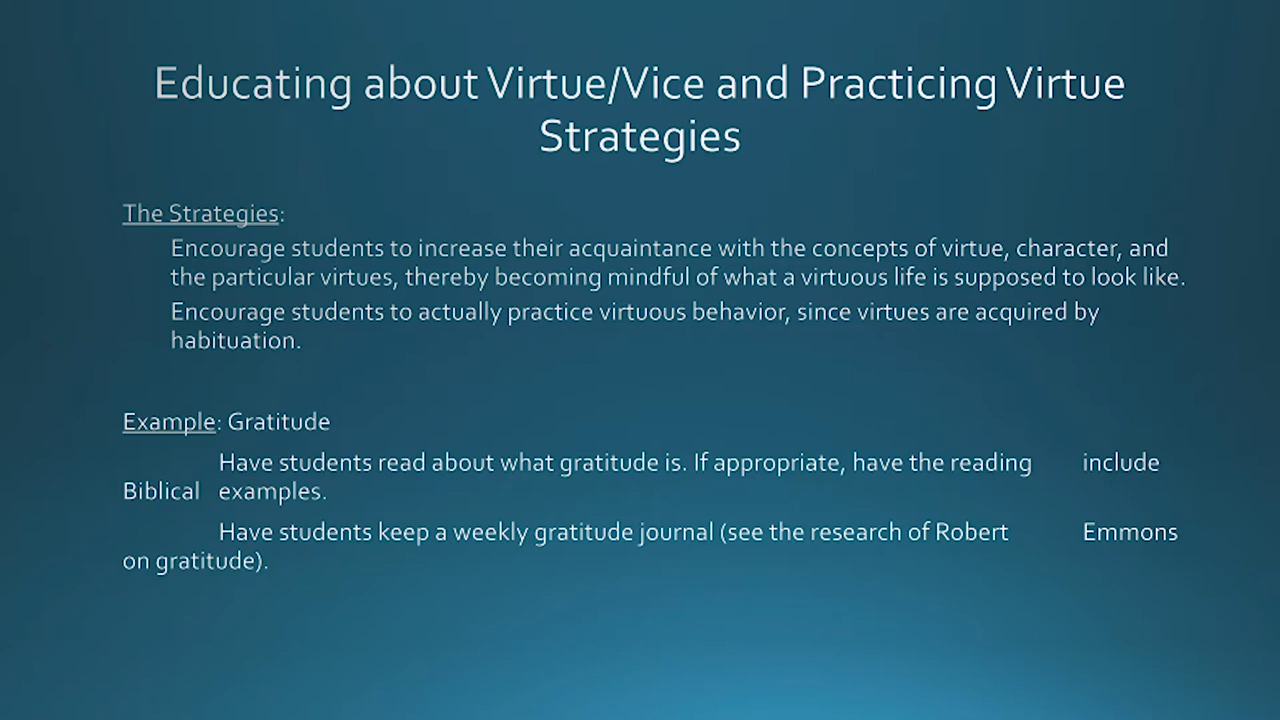 Educating about Virtue/Vice and Practicing Virtue
Strategies
The Strategies:
Encourage students to increase their acquaintance with the concepts of virtue, character, and
the particular virtues, thereby becoming mindful of what a virtuous life is supposed to look like.
Encourage students to actually practice virtuous behavior, since virtues are acquired by
habituation.
Example: Gratitude
Have students read about what gratitude is. If appropriate, have the reading include
Biblical examples.
Have students keep a weekly gratitude journal (see the research of Robert Emmons
on gratitude).